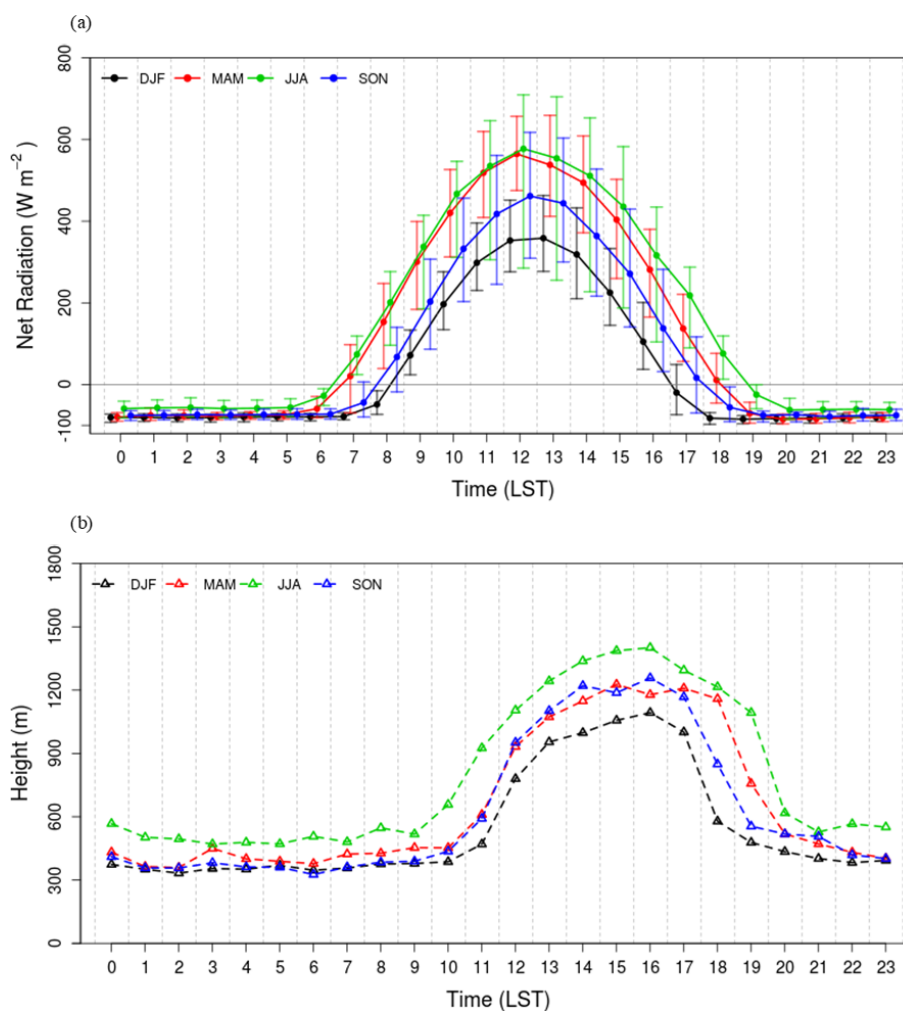 (a)
Net Radiation (W m⁻²)
-100 0 200 400 600 800
DJF MAM JJA SON
0 1 2 3 4 5 6 7 8 9 10 11 12 13 14 15 16 17 18 19 20 21 22 23
Time (LST)
(b)
Height (m)
0 300 600 900 1200 1500 1800
DJF MAM JJA SON
0 1 2 3 4 5 6 7 8 9 10 11 12 13 14 15 16 17 18 19 20 21 22 23
Time (LST)